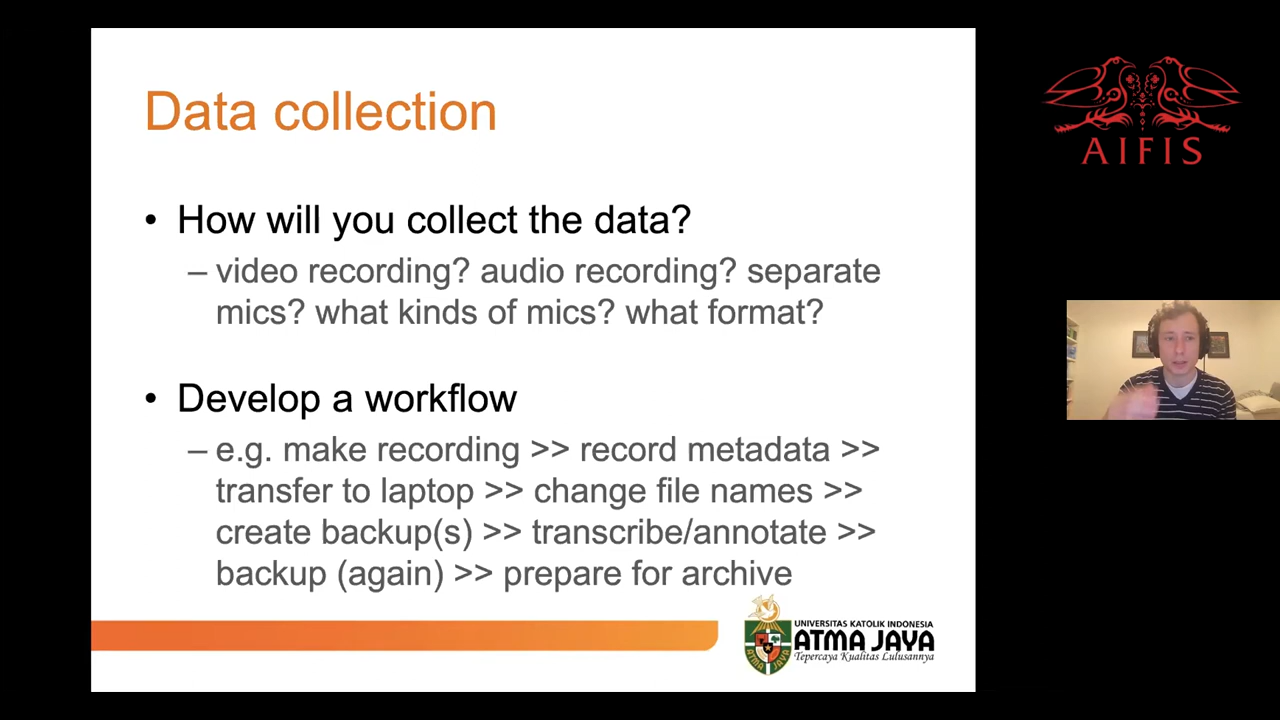 Data collection
• How will you collect the data?
– video recording? audio recording? separate
mics? what kinds of mics? what format?
• Develop a workflow
– e.g. make recording >> record metadata >>
transfer to laptop >> change file names >>
create backup(s) >> transcribe/annotate >>
backup (again) >> prepare for archive
UNIVERSITAS KATOLIK INDONESIA
ATMA JAYA
Tepercaya Kualitas Lulusannya
ATMA JAYA
AIFIS